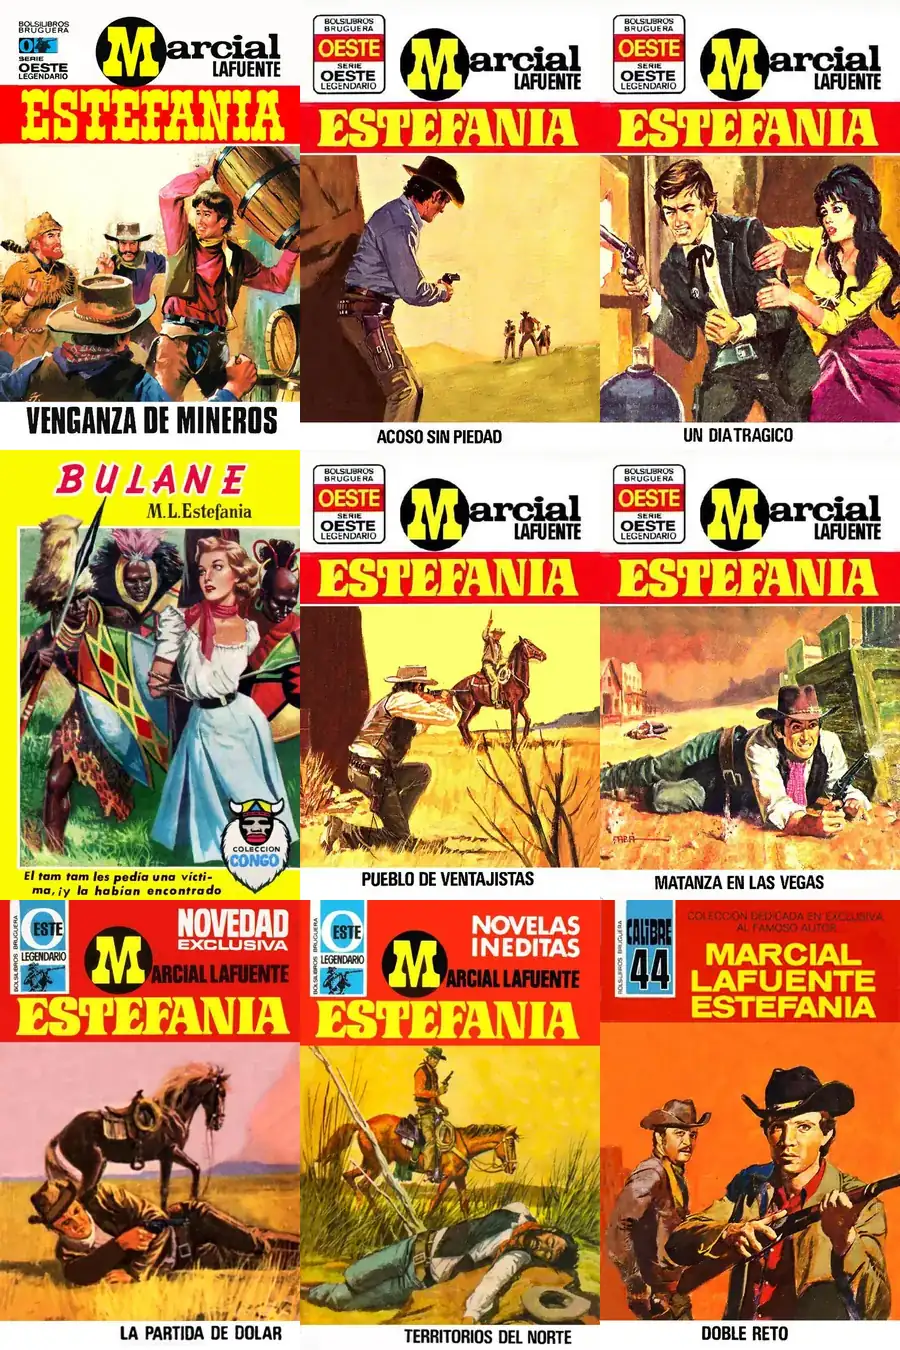 BOLSILIBROS
BRUGUERA
SERIE
OESTE
LEGENDARIO
Marcial
LAFUENTE
ESTEFANIA
VENGANZA DE MINEROS
BOLSILIBROS
BRUGUERA
OESTE
SERIE
OESTE
LEGENDARIO
Marcial
LAFUENTE
ESTEFANIA
ACOSO SIN PIEDAD
BOLSILIBROS
BRUGUERA
OESTE
SERIE
OESTE
LEGENDARIO
Marcial
LAFUENTE
ESTEFANIA
UN DIA TRAGICO
BULANE
M.L.Estefania
COLECCION
CONGO
El tam tam les pedía una vícti-
ma, ¡y la habían encontrado
BOLSILIBROS
BRUGUERA
OESTE
SERIE
OESTE
LEGENDARIO
Marcial
LAFUENTE
ESTEFANIA
PUEBLO DE VENTAJISTAS
BOLSILIBROS
BRUGUERA
OESTE
SERIE
OESTE
LEGENDARIO
Marcial
LAFUENTE
ESTEFANIA
MATANZA EN LAS VEGAS
BOLSILIBROS BRUGUERA
OESTE
LEGENDARIO
NOVEDAD
EXCLUSIVA
MARCIAL LAFUENTE
ESTEFANIA
LA PARTIDA DE DOLAR
BOLSILIBROS BRUGUERA
OESTE
LEGENDARIO
NOVELAS
INEDITAS
MARCIAL LAFUENTE
ESTEFANIA
TERRITORIOS DEL NORTE
BOLSILIBROS BRUGUERA
CALIBRE
44
COLECCION DEDICADA EN EXCLUSIVA
AL FAMOSO AUTOR
MARCIAL
LAFUENTE
ESTEFANIA
DOBLE RETO